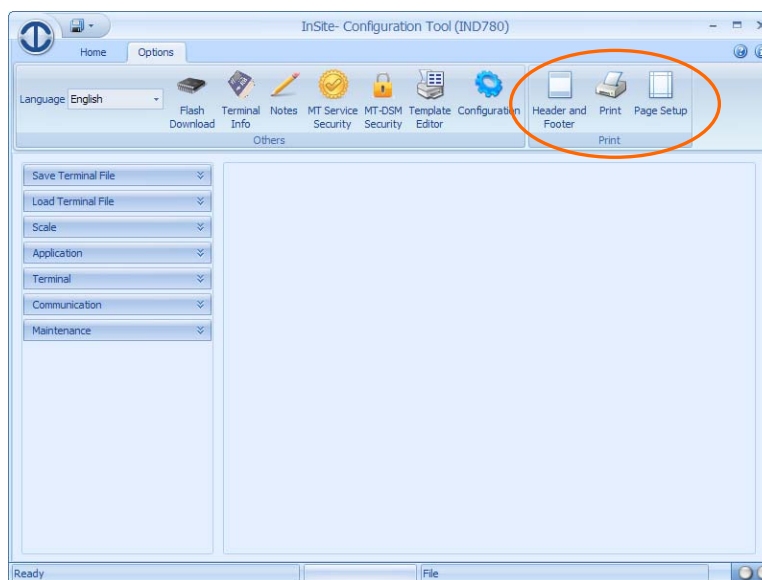 InSite- Configuration Tool (IND780)
Home Options
Language English
Flash Download
Terminal Info
Notes
MT Service Security
MT-DSM Security
Template Editor
Configuration
Header and Footer
Print
Page Setup
Others
Print
Save Terminal File
Load Terminal File
Scale
Application
Terminal
Communication
Maintenance
Ready
File